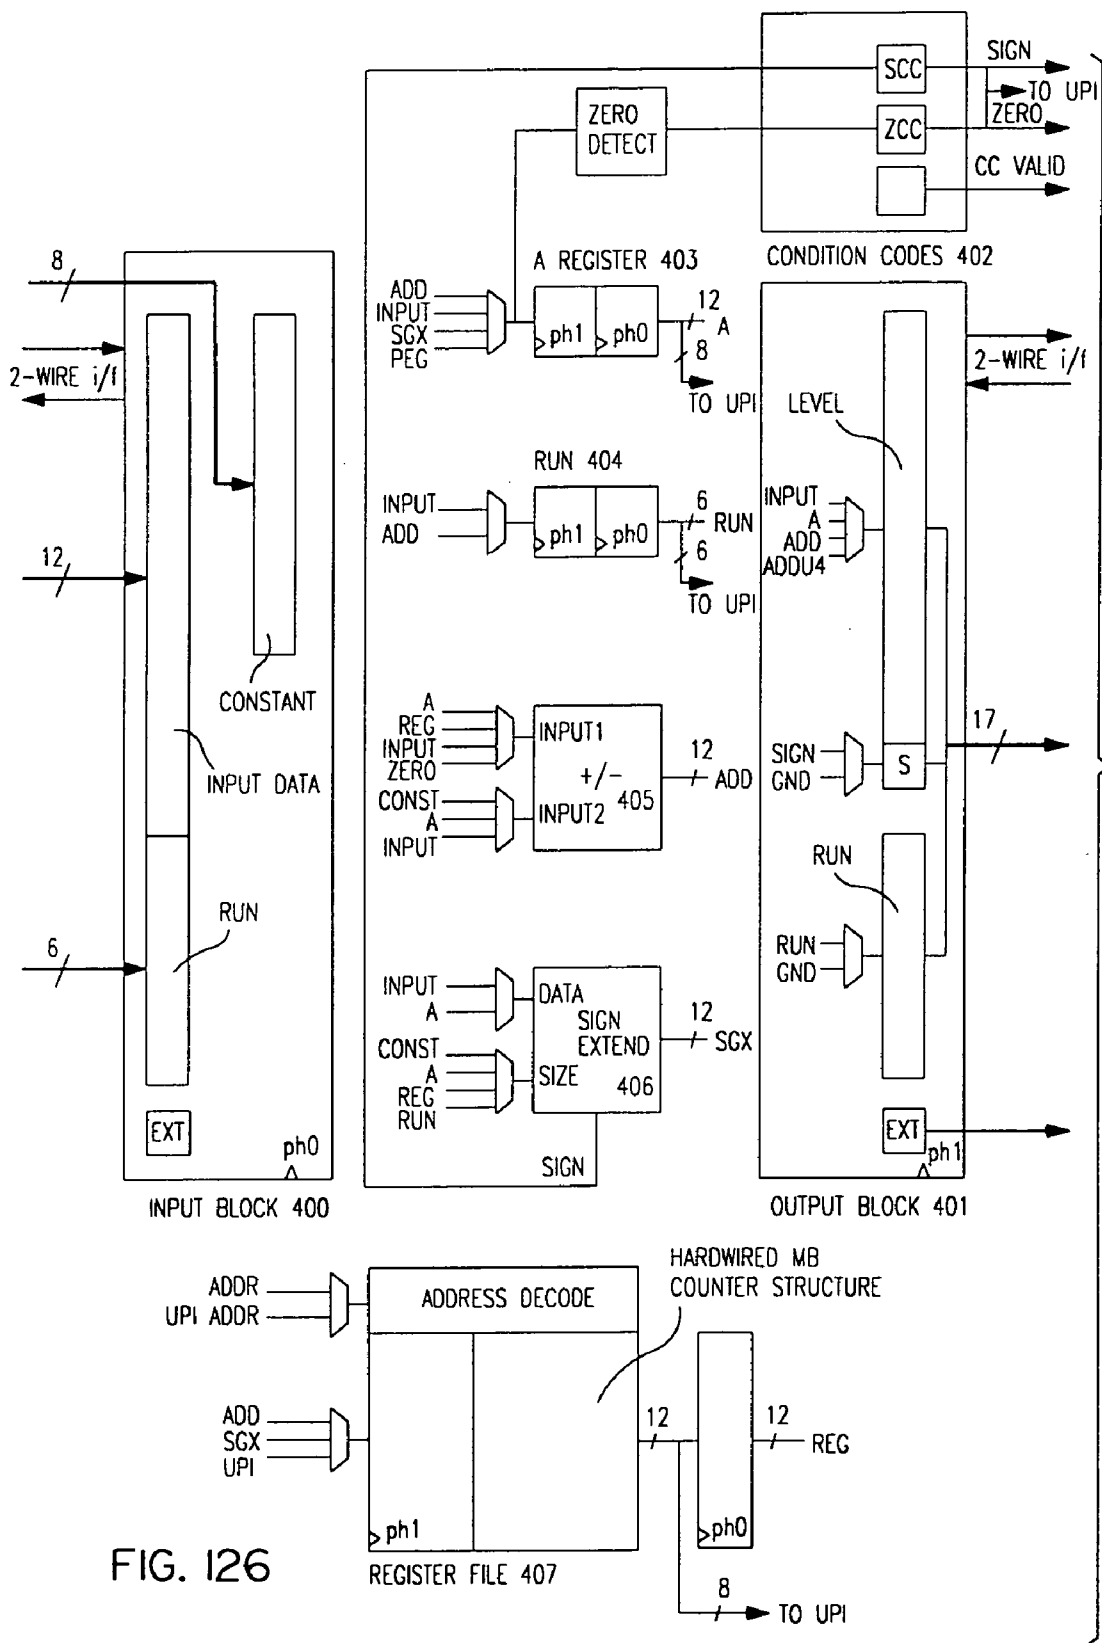 SCC
SIGN
TO UPI
ZERO
DETECT
ZCC
ZERO
CC VALID
CONDITION CODES 402
8
2-WIRE i/f
12
CONSTANT
INPUT DATA
RUN
6
EXT
ph0
INPUT BLOCK 400
A REGISTER 403
ADD
INPUT
SGX
PEG
ph1
ph0
12
A
8
TO UPI
RUN 404
INPUT
ADD
ph1
ph0
6
RUN
6
TO UPI
A
REG
INPUT
ZERO
INPUT1
+/-
405
CONST
A
INPUT
INPUT2
12
ADD
INPUT
A
DATA
SIGN
EXTEND
406
CONST
A
REG
RUN
SIZE
12
SGX
SIGN
2-WIRE i/f
LEVEL
INPUT
A
ADD
ADDU4
17
SIGN
GND
S
RUN
RUN
GND
EXT
ph1
OUTPUT BLOCK 401
HARDWIRED MB
COUNTER STRUCTURE
ADDR
UPI ADDR
ADDRESS DECODE
ADD
SGX
UPI
ph1
12
12
REG
ph0
REGISTER FILE 407
8
TO UPI
FIG. 126